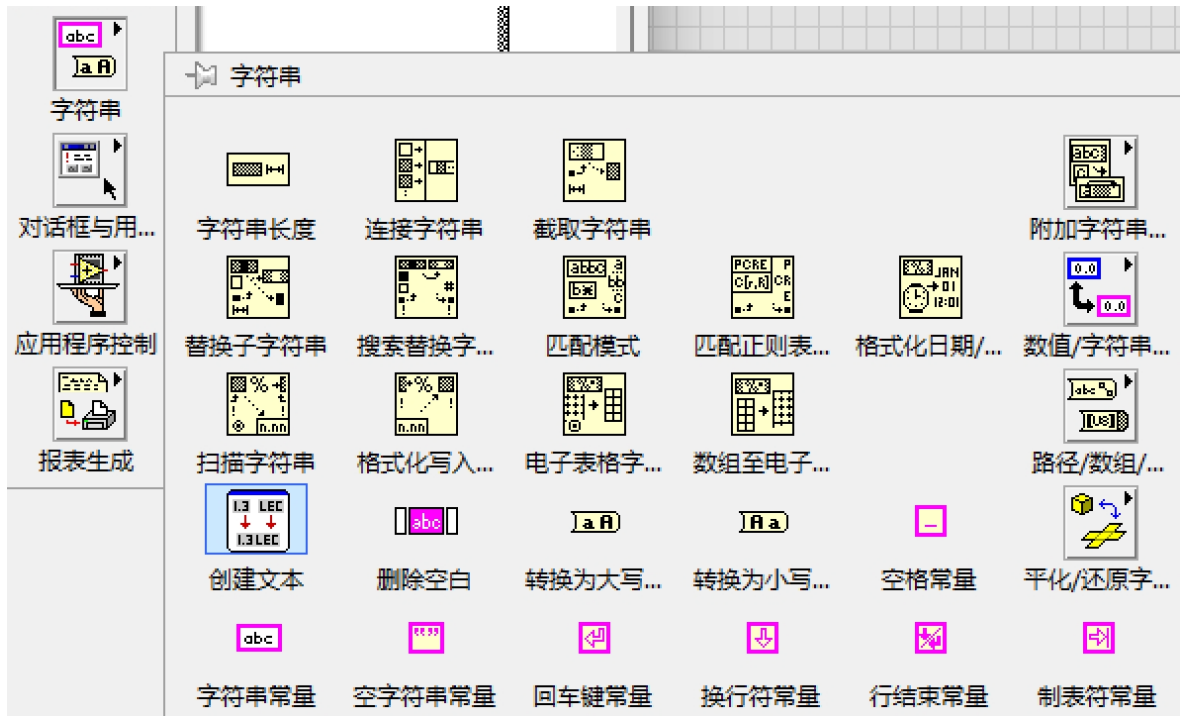 字符串
字符串
对话框与用...
应用程序控制
报表生成
字符串长度
连接字符串
截取字符串
附加字符串...
替换子字符串
搜索替换字...
匹配模式
匹配正则表...
格式化日期/...
数值/字符串...
扫描字符串
格式化写入...
电子表格字...
数组至电子...
路径/数组/...
创建文本
删除空白
转换为大写...
转换为小写...
空格常量
平化/还原字...
字符串常量
空字符串常量
回车键常量
换行符常量
行结束常量
制表符常量